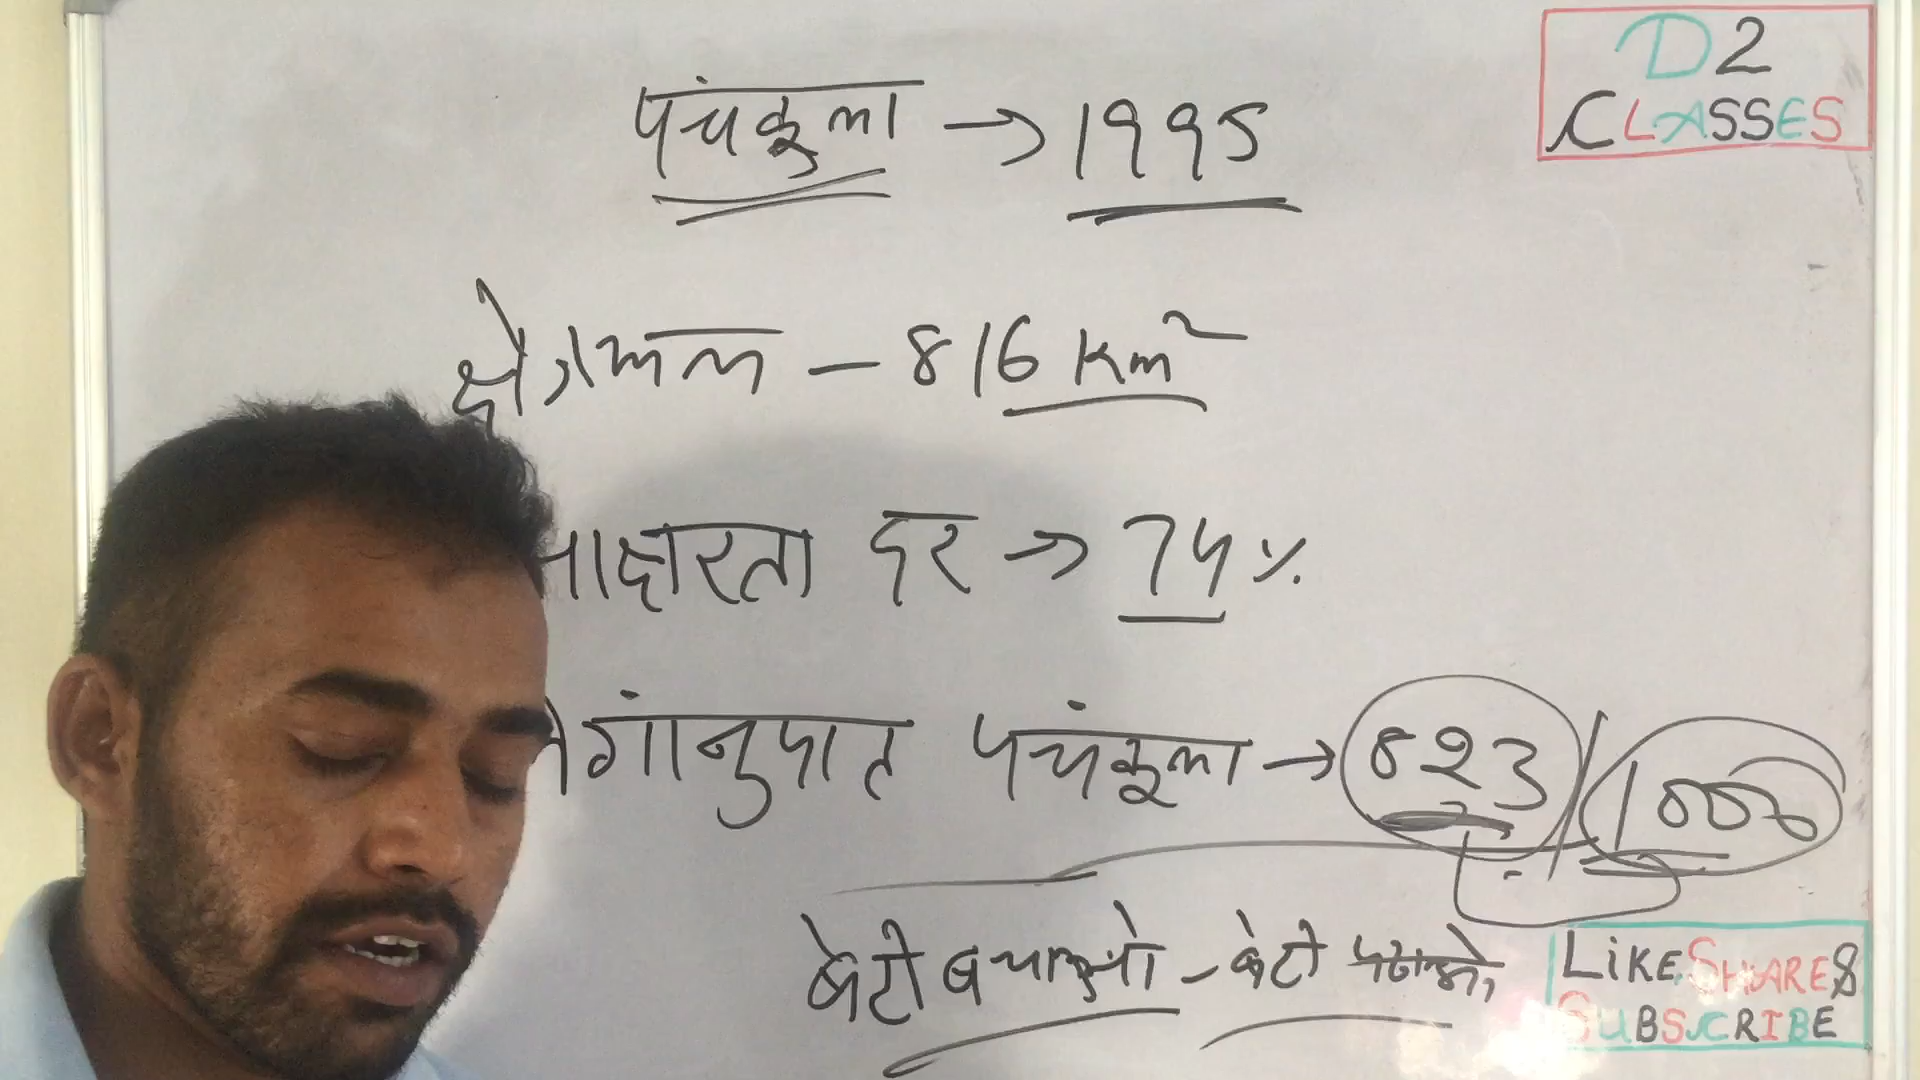 D2
CLASSES
पंचकूला → 1995
क्षेत्रफल – 816 Km²
साक्षरता दर → 74%
लिंगानुपात पंचकूला → 823/1000
बेटी बचाओ – बेटी पढाओ,
LIKE SHARE &
SUBSCRIBE